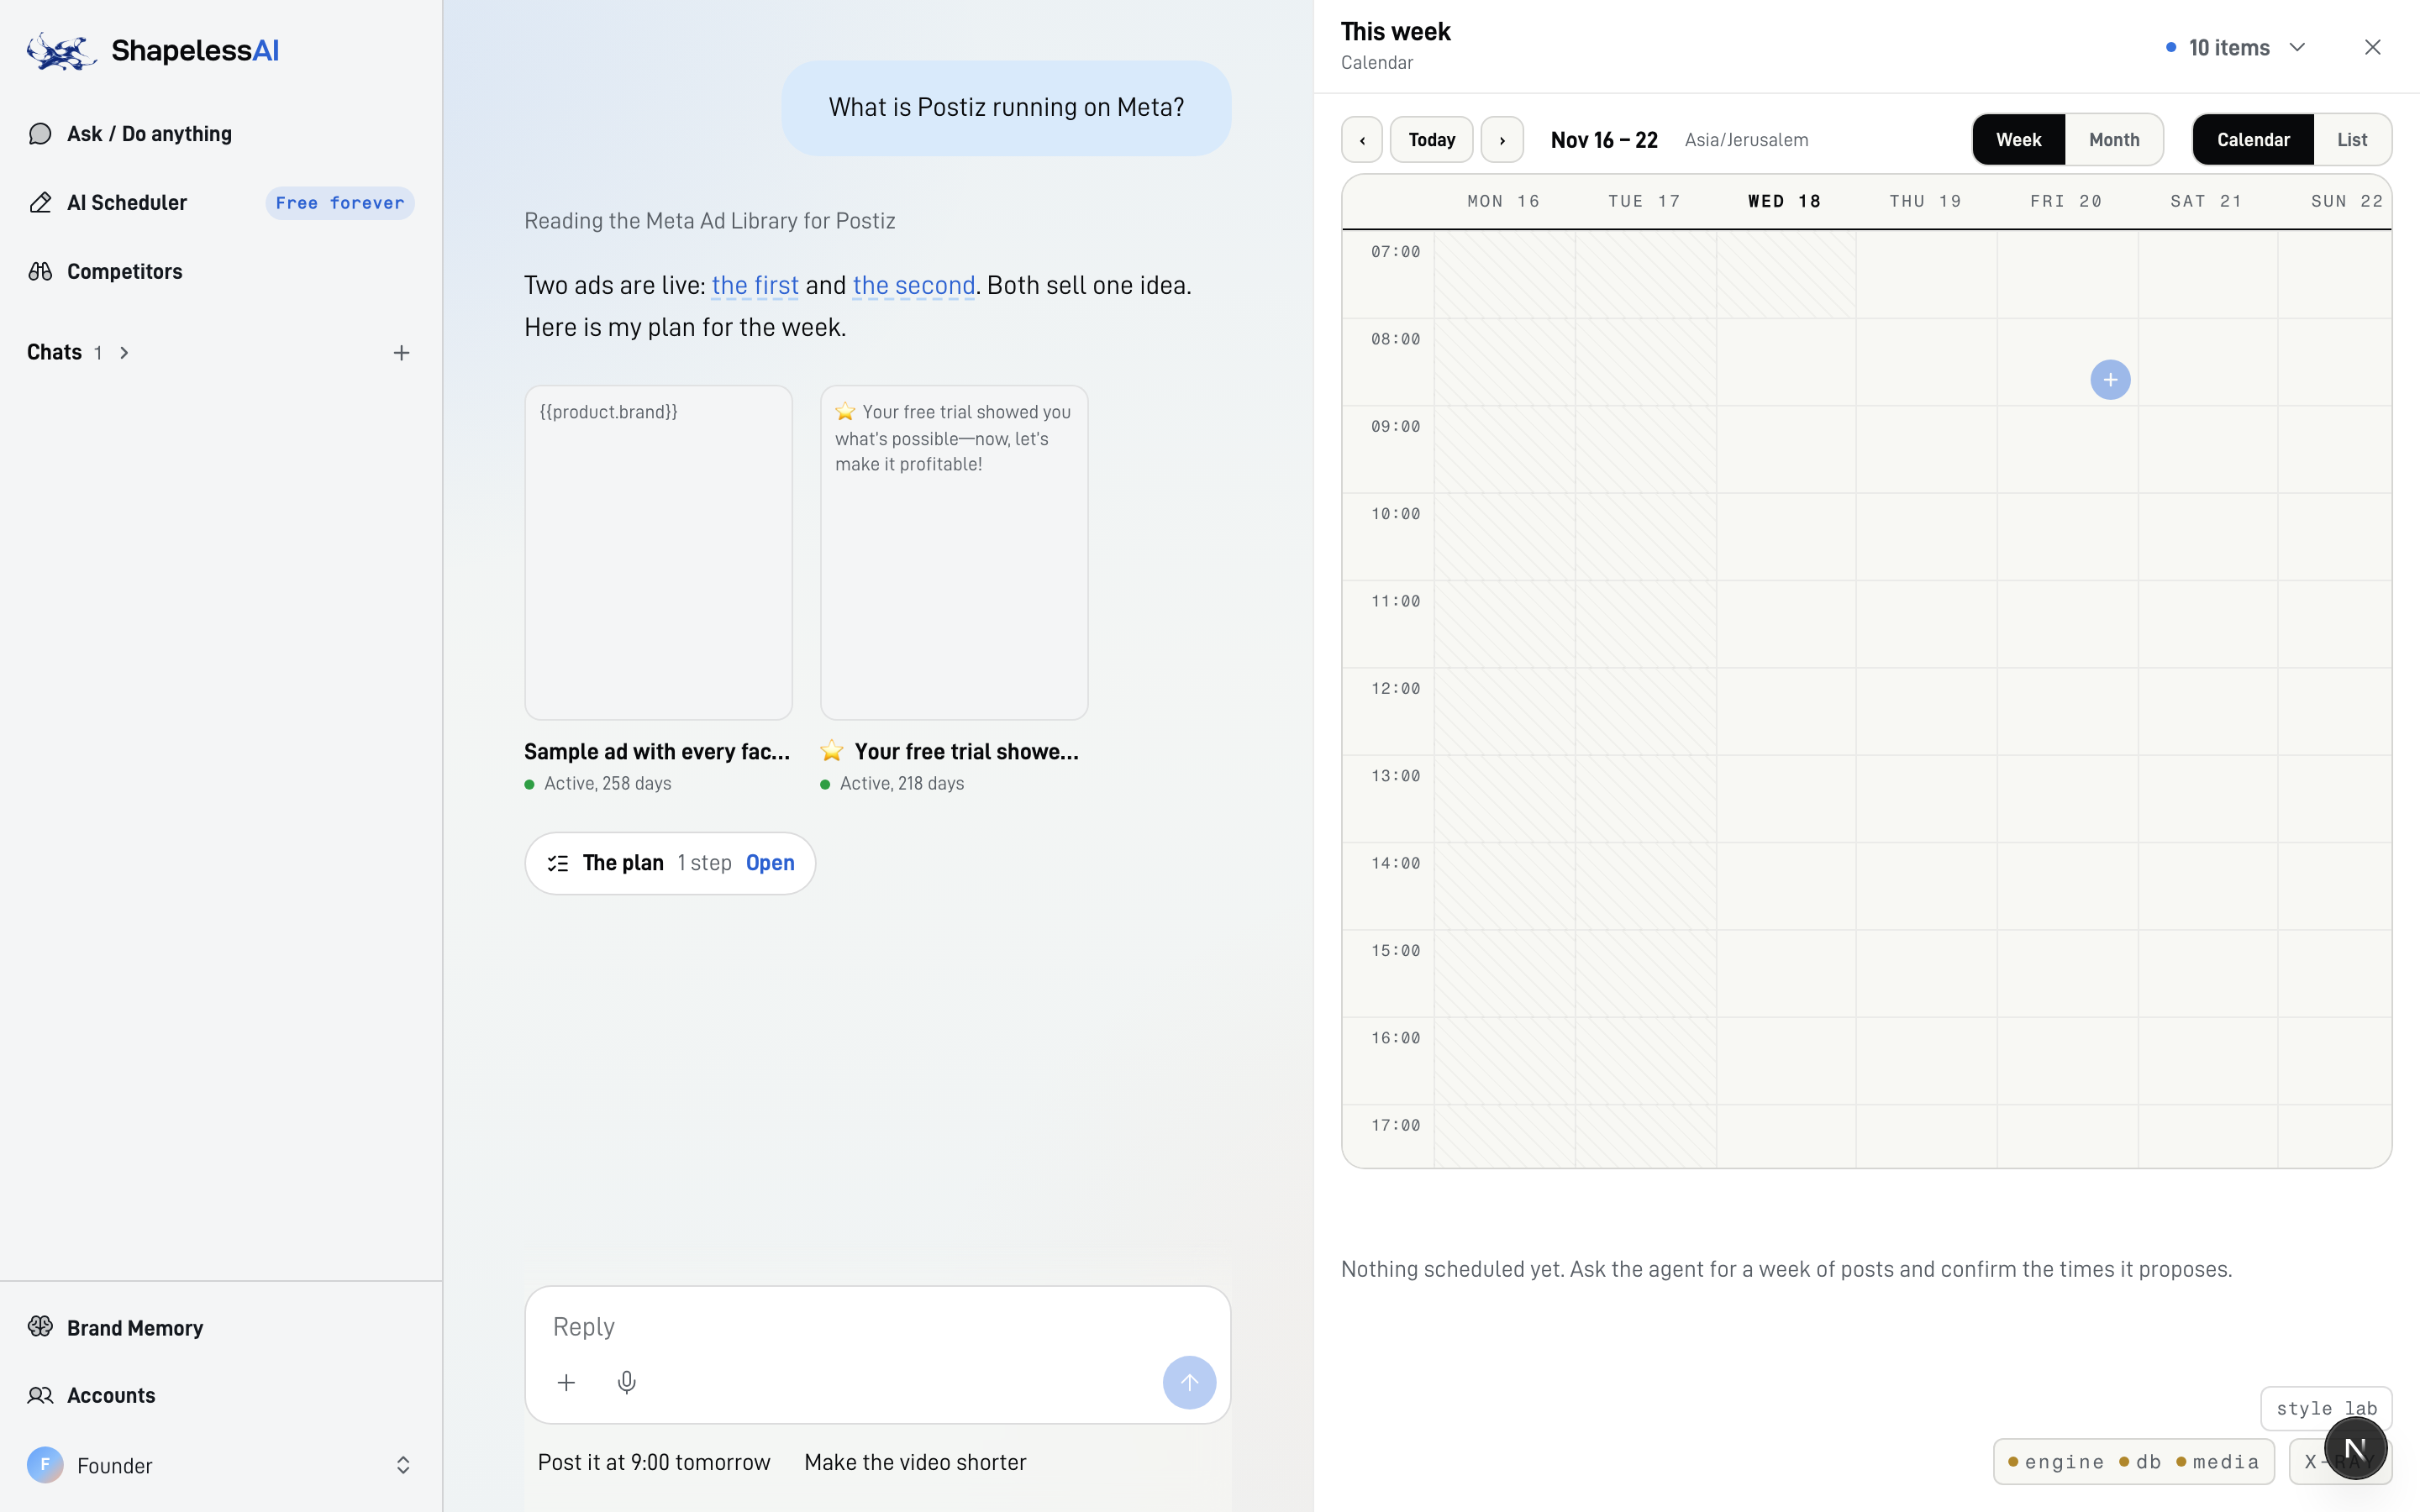 ShapelessAI
Ask / Do anything
AI Scheduler
Free forever
Competitors
Chats 1
Brand Memory
Accounts
F
Founder
What is Postiz running on Meta?
Reading the Meta Ad Library for Postiz
Two ads are live: the first and the second. Both sell one idea.
Here is my plan for the week.
{{product.brand}}
⭐ Your free trial showed you
what's possible—now, let's
make it profitable!
Sample ad with every fac...
Active, 258 days
⭐ Your free trial showe...
Active, 218 days
The plan 1 step Open
Reply
Post it at 9:00 tomorrow
Make the video shorter
This week
Calendar
10 items
Today
Nov 16 – 22
Asia/Jerusalem
Week
Month
Calendar
List
MON 16
TUE 17
WED 18
THU 19
FRI 20
SAT 21
SUN 22
07:00
08:00
09:00
10:00
11:00
12:00
13:00
14:00
15:00
16:00
17:00
Nothing scheduled yet. Ask the agent for a week of posts and confirm the times it proposes.
style lab
engine db media
X-RAY
N